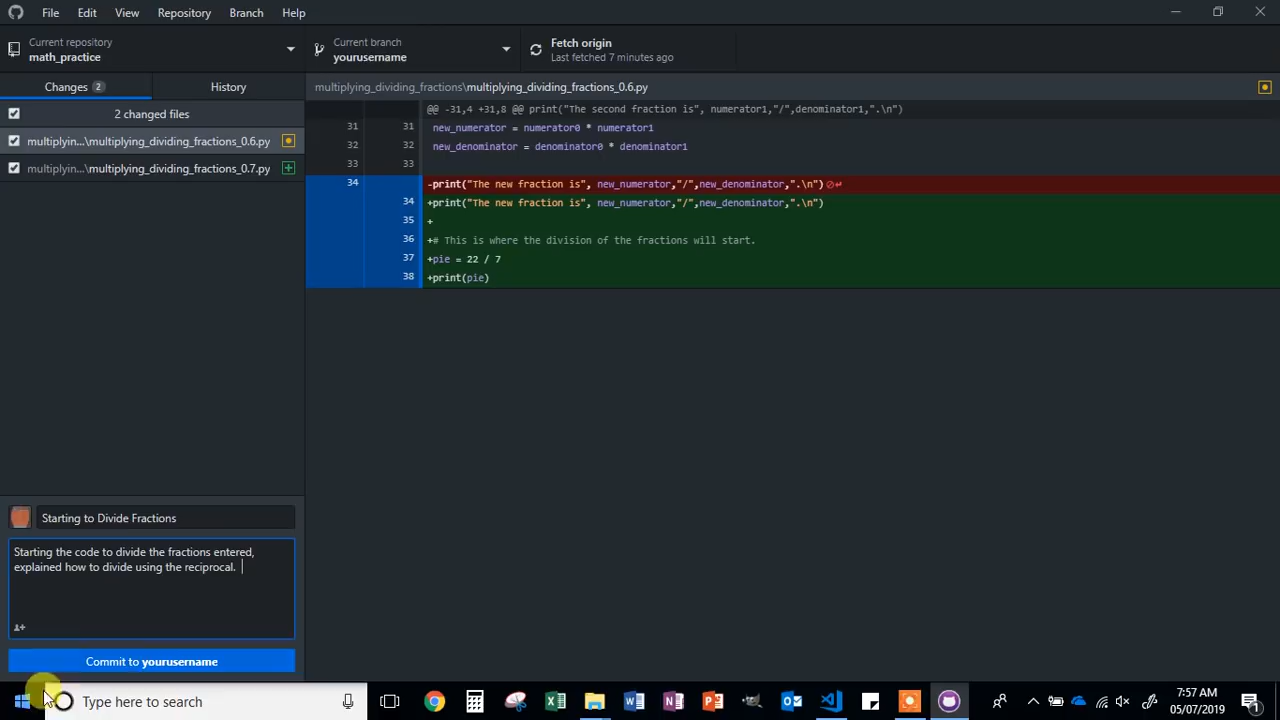 File Edit View Repository Branch Help
Current repository
math_practice
Current branch
yourusername
Fetch origin
Last fetched 7 minutes ago
Changes 2
History
multiplying_dividing_fractions\multiplying_dividing_fractions_0.6.py
2 changed files
multiplyin...\multiplying_dividing_fractions_0.6.py
multiplyin...\multiplying_dividing_fractions_0.7.py
@@ -31,4 +31,8 @@ print("The second fraction is", numerator1,"/",denominator1,".\n")
31 31 new_numerator = numerator0 * numerator1
32 32 new_denominator = denominator0 * denominator1
33 33
34 -print("The new fraction is", new_numerator,"/",new_denominator,".\n")
34 +print("The new fraction is", new_numerator,"/",new_denominator,".\n")
35 +
36 +# This is where the division of the fractions will start.
37 +pie = 22 / 7
38 +print(pie)
Starting to Divide Fractions
Starting the code to divide the fractions entered,
explained how to divide using the reciprocal.
Commit to yourusername
Type here to search
7:57 AM
05/07/2019
1